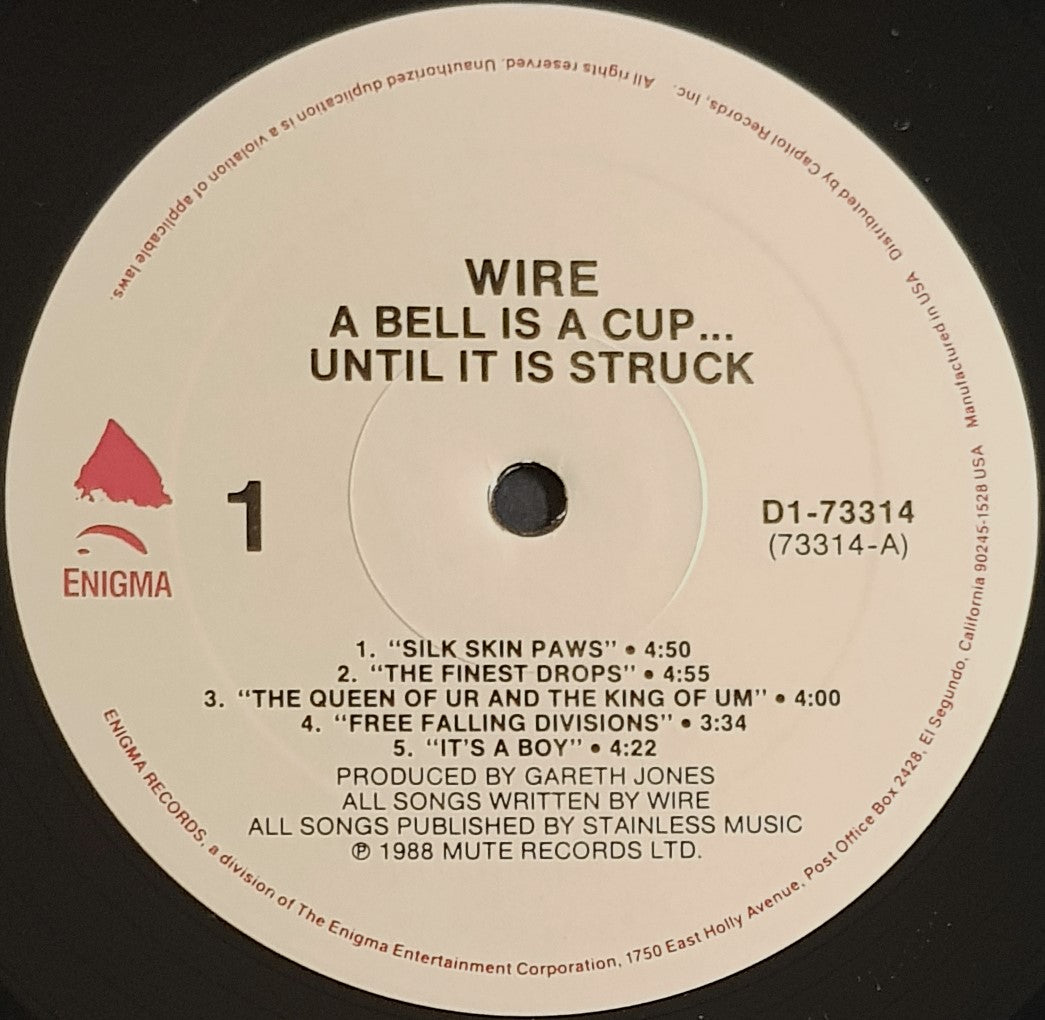 WIRE
A BELL IS A CUP...
UNTIL IT IS STRUCK
ENIGMA
1
D1-73314
(73314-A)
1. “SILK SKIN PAWS” • 4:50
2. “THE FINEST DROPS” • 4:55
3. “THE QUEEN OF UR AND THE KING OF UM” • 4:00
4. “FREE FALLING DIVISIONS” • 3:34
5. “IT'S A BOY” • 4:22
PRODUCED BY GARETH JONES
ALL SONGS WRITTEN BY WIRE
ALL SONGS PUBLISHED BY STAINLESS MUSIC
℗ 1988 MUTE RECORDS LTD.
ENIGMA RECORDS, a division of The Enigma Entertainment Corporation, 1750 East Holly Avenue, Post Office Box 2428, El Segundo, California 90245-1528 USA Manufactured in USA Distributed by Capitol Records, Inc. All rights reserved. Unauthorized duplication is a violation of applicable laws.